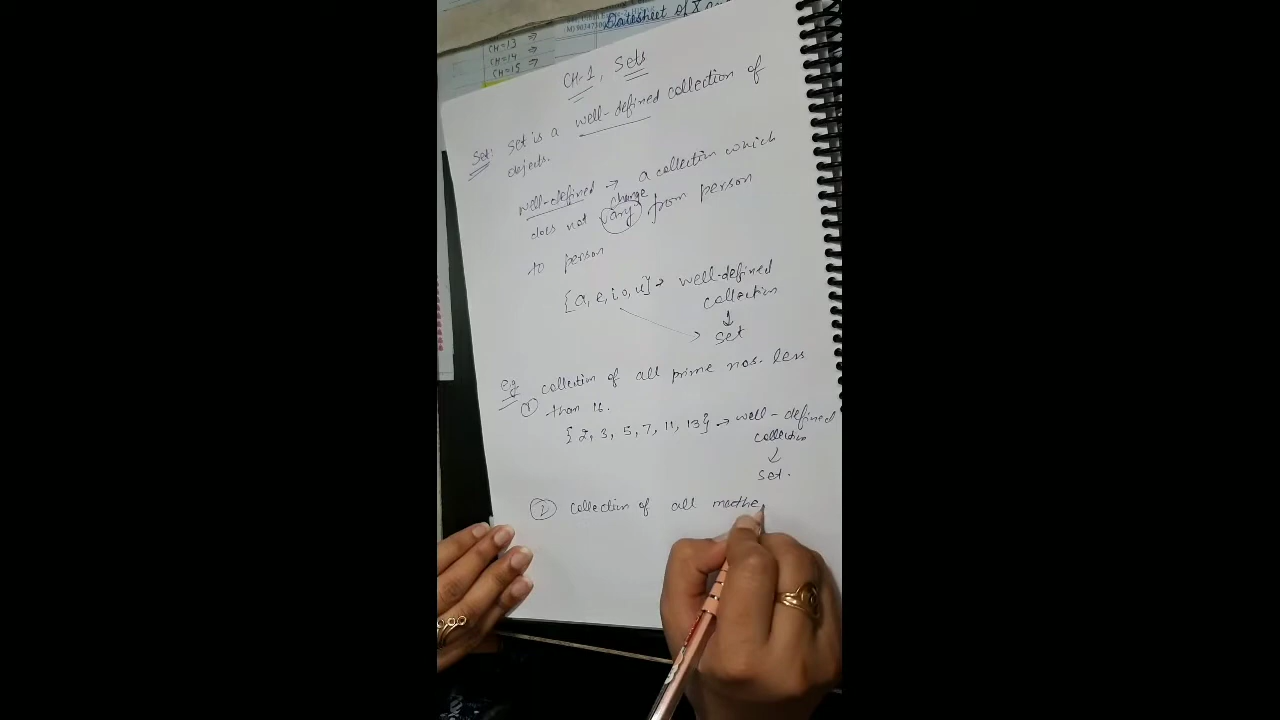 Datesheet of X
CH-13 →
CH-14 →
CH-15 →
CH-1, Sets
Set: Set is a well-defined collection of
objects.
well-defined → a collection which
change
does not vary from person
to person
{a, e, i, o, u} → well-defined
collection
↓
set
eg collection of all prime nos. less
① than 16.
{ 2, 3, 5, 7, 11, 13} → well-defined
collection
↓
set.
② collection of all mathe